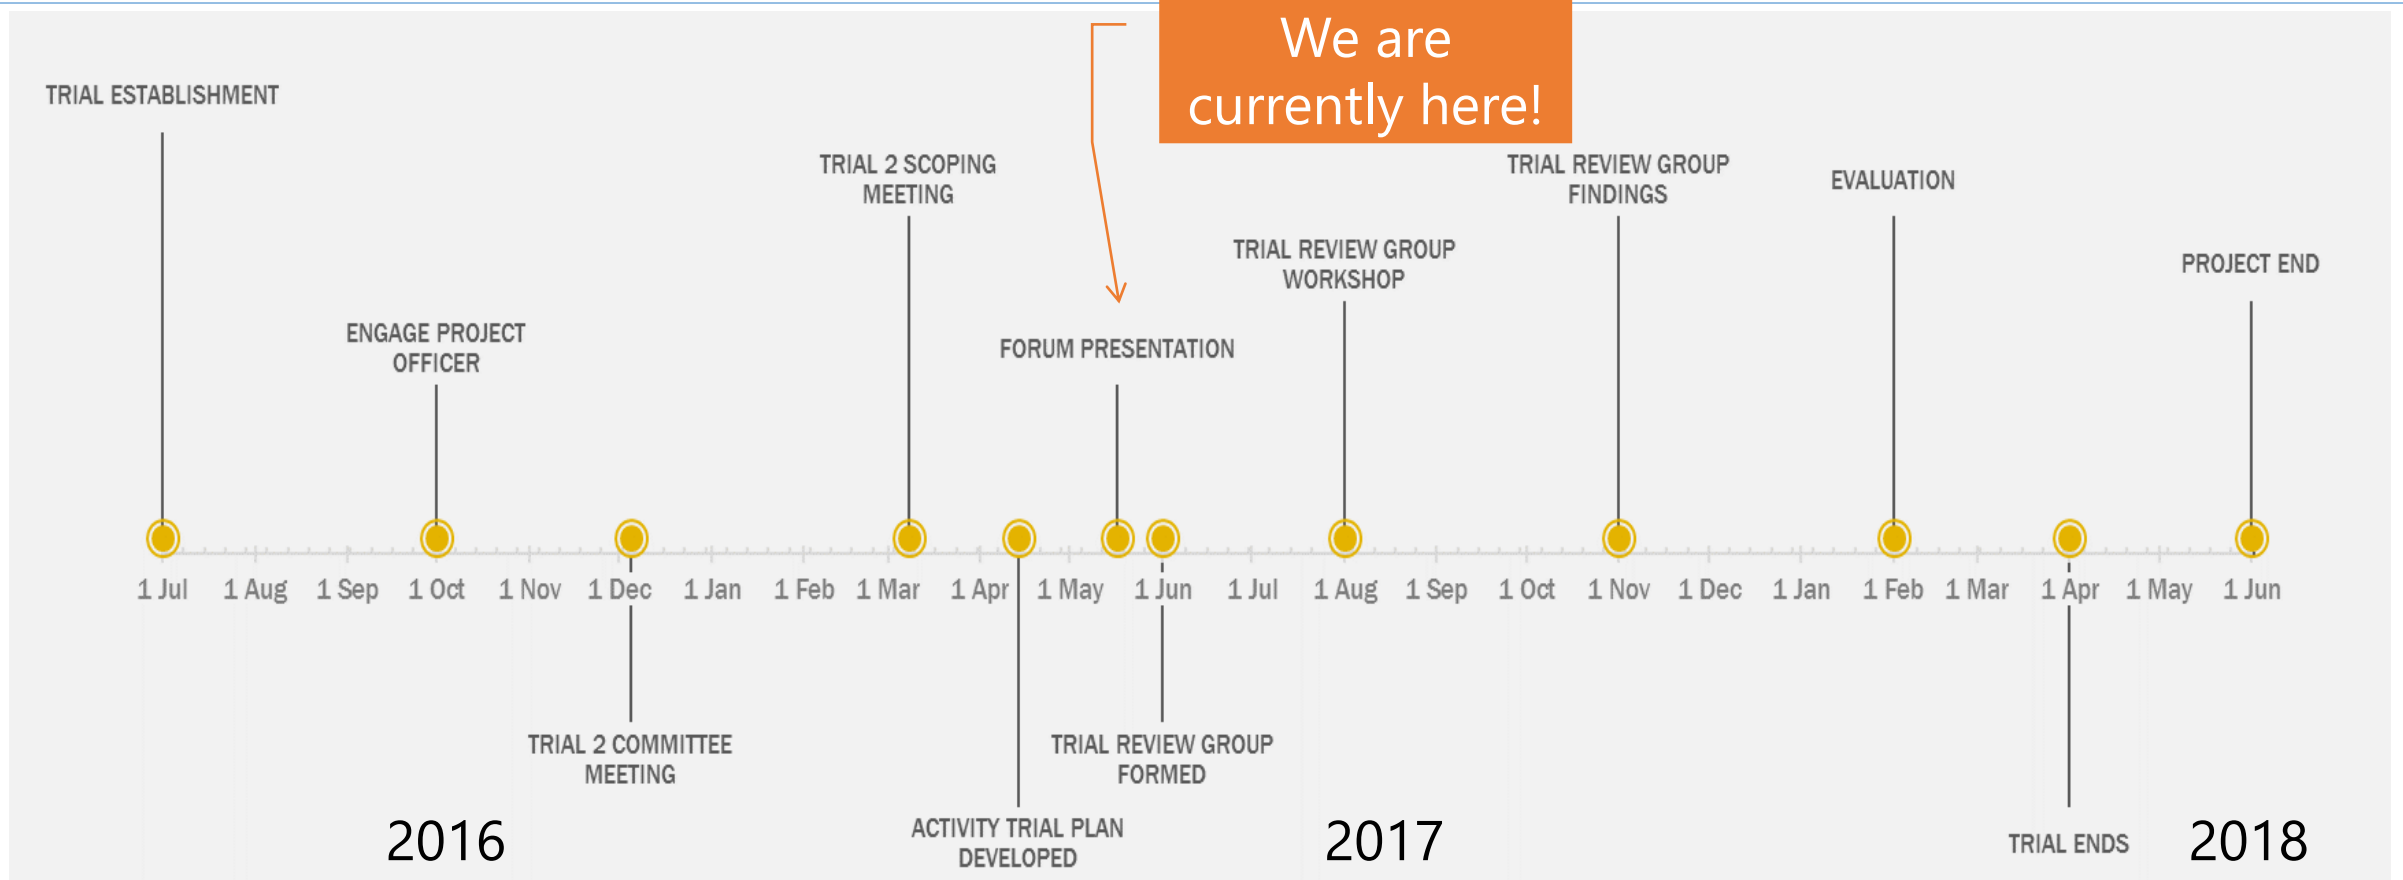 We are
currently here!
TRIAL ESTABLISHMENT
TRIAL 2 SCOPING
MEETING
TRIAL REVIEW GROUP
FINDINGS
EVALUATION
TRIAL REVIEW GROUP
WORKSHOP
PROJECT END
ENGAGE PROJECT
OFFICER
FORUM PRESENTATION
1 Jul 1 Aug 1 Sep 1 Oct 1 Nov 1 Dec 1 Jan 1 Feb 1 Mar 1 Apr 1 May 1 Jun 1 Jul 1 Aug 1 Sep 1 Oct 1 Nov 1 Dec 1 Jan 1 Feb 1 Mar 1 Apr 1 May 1 Jun
TRIAL 2 COMMITTEE
MEETING
TRIAL REVIEW GROUP
FORMED
ACTIVITY TRIAL PLAN
DEVELOPED
TRIAL ENDS
2016
2017
2018